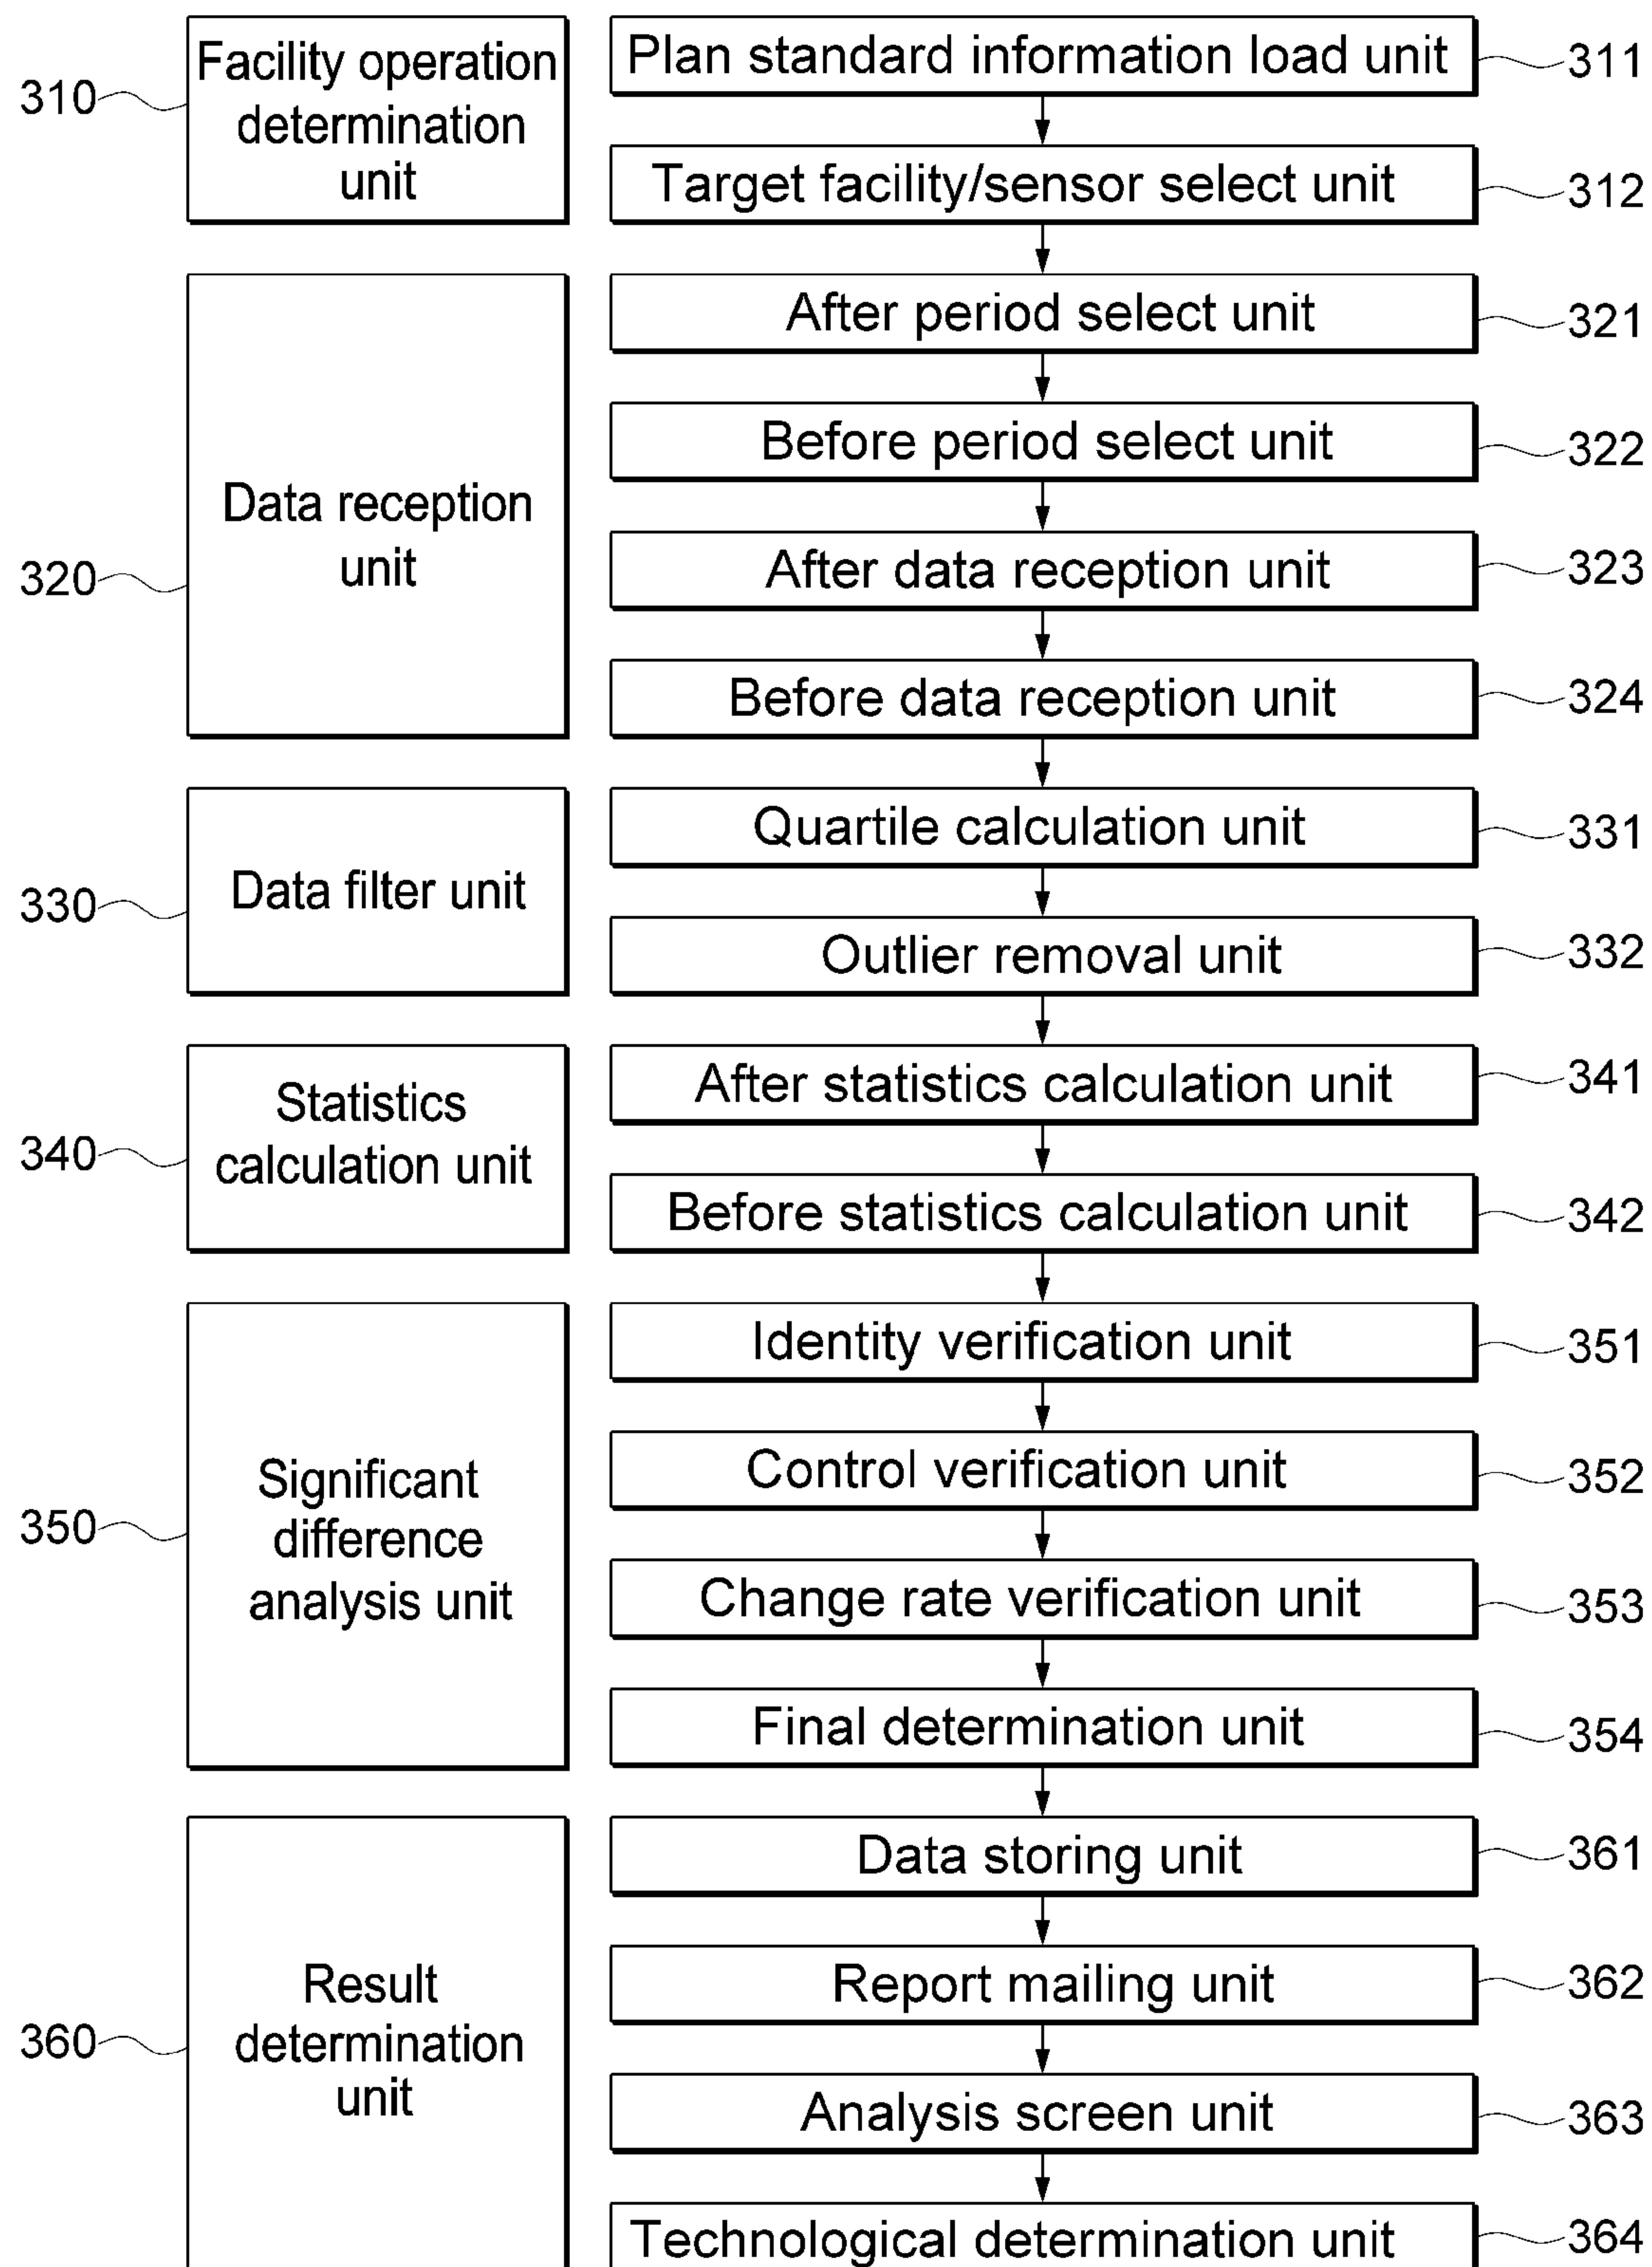 Facility operation
determination
unit
310
Plan standard information load unit
311
Target facility/sensor select unit
312
Data reception
unit
320
After period select unit
321
Before period select unit
322
After data reception unit
323
Before data reception unit
324
Data filter unit
330
Quartile calculation unit
331
Outlier removal unit
332
Statistics
calculation unit
340
After statistics calculation unit
341
Before statistics calculation unit
342
Significant
difference
analysis unit
350
Identity verification unit
351
Control verification unit
352
Change rate verification unit
353
Final determination unit
354
Result
determination
unit
360
Data storing unit
361
Report mailing unit
362
Analysis screen unit
363
Technological determination unit
364